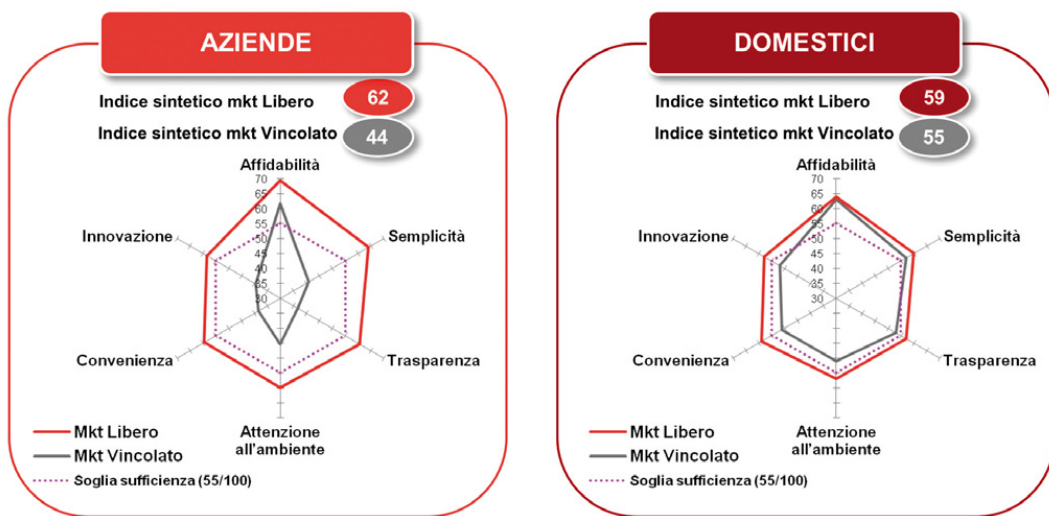 AZIENDE
Indice sintetico mkt Libero 62
Indice sintetico mkt Vincolato 44
Affidabilità
70
65
60
55
50
45
40
35
30
Innovazione
Semplicità
Convenienza
Trasparenza
Attenzione
all'ambiente
Mkt Libero
Mkt Vincolato
Soglia sufficienza (55/100)
DOMESTICI
Indice sintetico mkt Libero 59
Indice sintetico mkt Vincolato 55
Affidabilità
70
65
60
55
50
45
40
35
30
Innovazione
Semplicità
Convenienza
Trasparenza
Attenzione
all'ambiente
Mkt Libero
Mkt Vincolato
Soglia sufficienza (55/100)